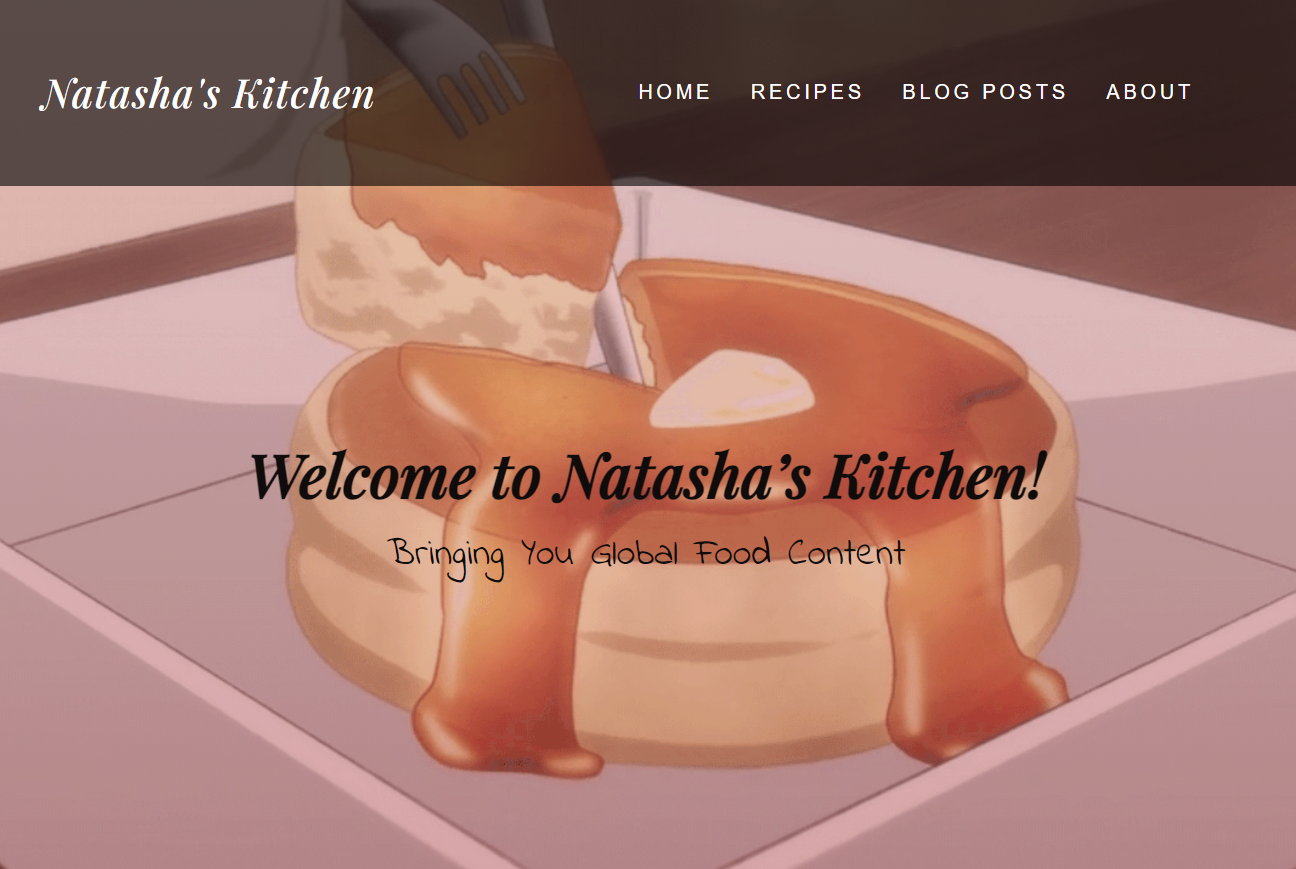 Natasha's Kitchen
HOME RECIPES BLOG POSTS ABOUT
Welcome to Natasha’s Kitchen!
Bringing You Global Food Content